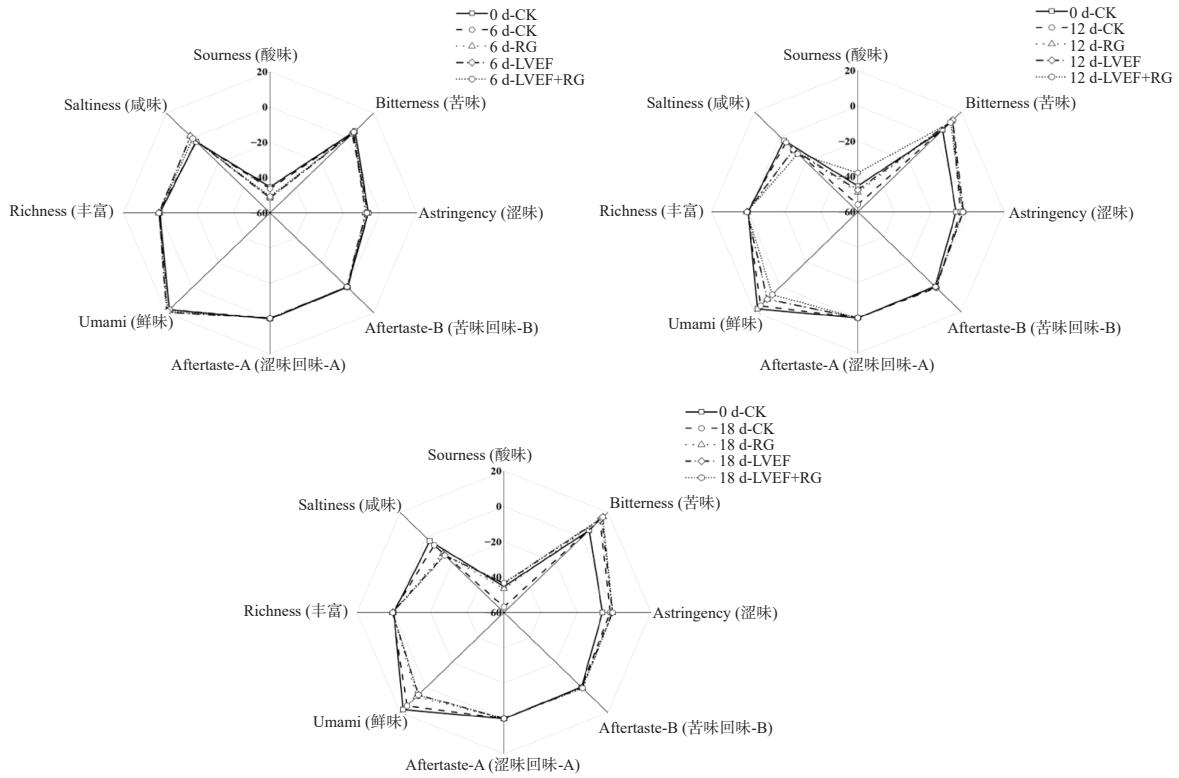 0 d-CK
6 d-CK
6 d-RG
6 d-LVEF
6 d-LVEF+RG
Sourness (酸味)
20
Bitterness (苦味)
Saltiness (咸味)
0
−20
−40
Richness (丰富)
−60
Astringency (涩味)
Umami (鲜味)
Aftertaste-B (苦味回味-B)
Aftertaste-A (涩味回味-A)
0 d-CK
12 d-CK
12 d-RG
12 d-LVEF
12 d-LVEF+RG
Sourness (酸味)
20
Bitterness (苦味)
Saltiness (咸味)
0
−20
−40
Richness (丰富)
−60
Astringency (涩味)
Umami (鲜味)
Aftertaste-B (苦味回味-B)
Aftertaste-A (涩味回味-A)
0 d-CK
18 d-CK
18 d-RG
18 d-LVEF
18 d-LVEF+RG
Sourness (酸味)
20
Bitterness (苦味)
Saltiness (咸味)
0
−20
−40
Richness (丰富)
−60
Astringency (涩味)
Umami (鲜味)
Aftertaste-B (苦味回味-B)
Aftertaste-A (涩味回味-A)